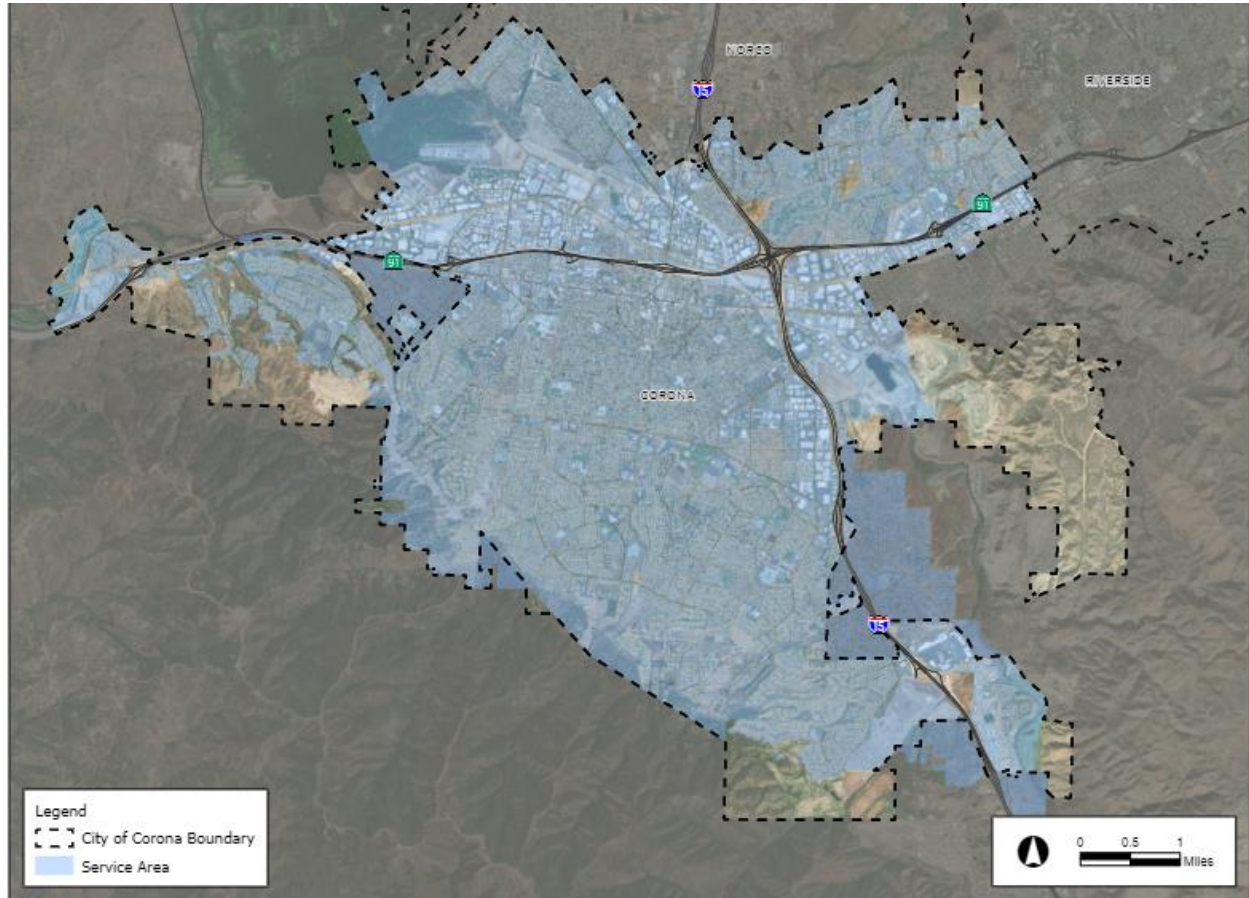 NORCO
15
RIVERSIDE
91
91
CORONA
15
Legend
City of Corona Boundary
Service Area
0 0.5 1
Miles